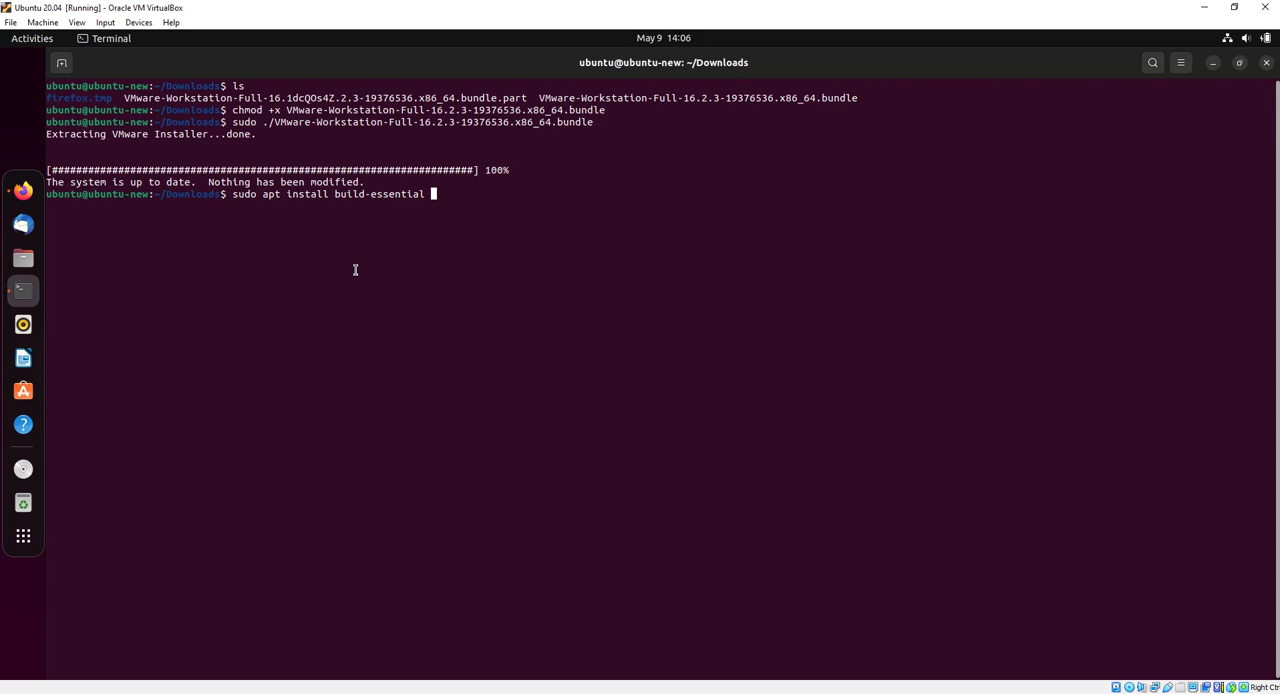 Ubuntu 20.04 [Running] - Oracle VM VirtualBox
File Machine View Input Devices Help
Activities Terminal May 9 14:06
ubuntu@ubuntu-new: ~/Downloads
ubuntu@ubuntu-new:~/Downloads$ ls
firefox.tmp VMware-Workstation-Full-16.1dcQOs4Z.2.3-19376536.x86_64.bundle.part VMware-Workstation-Full-16.2.3-19376536.x86_64.bundle
ubuntu@ubuntu-new:~/Downloads$ chmod +x VMware-Workstation-Full-16.2.3-19376536.x86_64.bundle
ubuntu@ubuntu-new:~/Downloads$ sudo ./VMware-Workstation-Full-16.2.3-19376536.x86_64.bundle
Extracting VMware Installer...done.
[######################################################################] 100%
The system is up to date. Nothing has been modified.
ubuntu@ubuntu-new:~/Downloads$ sudo apt install build-essential
Right Ctr